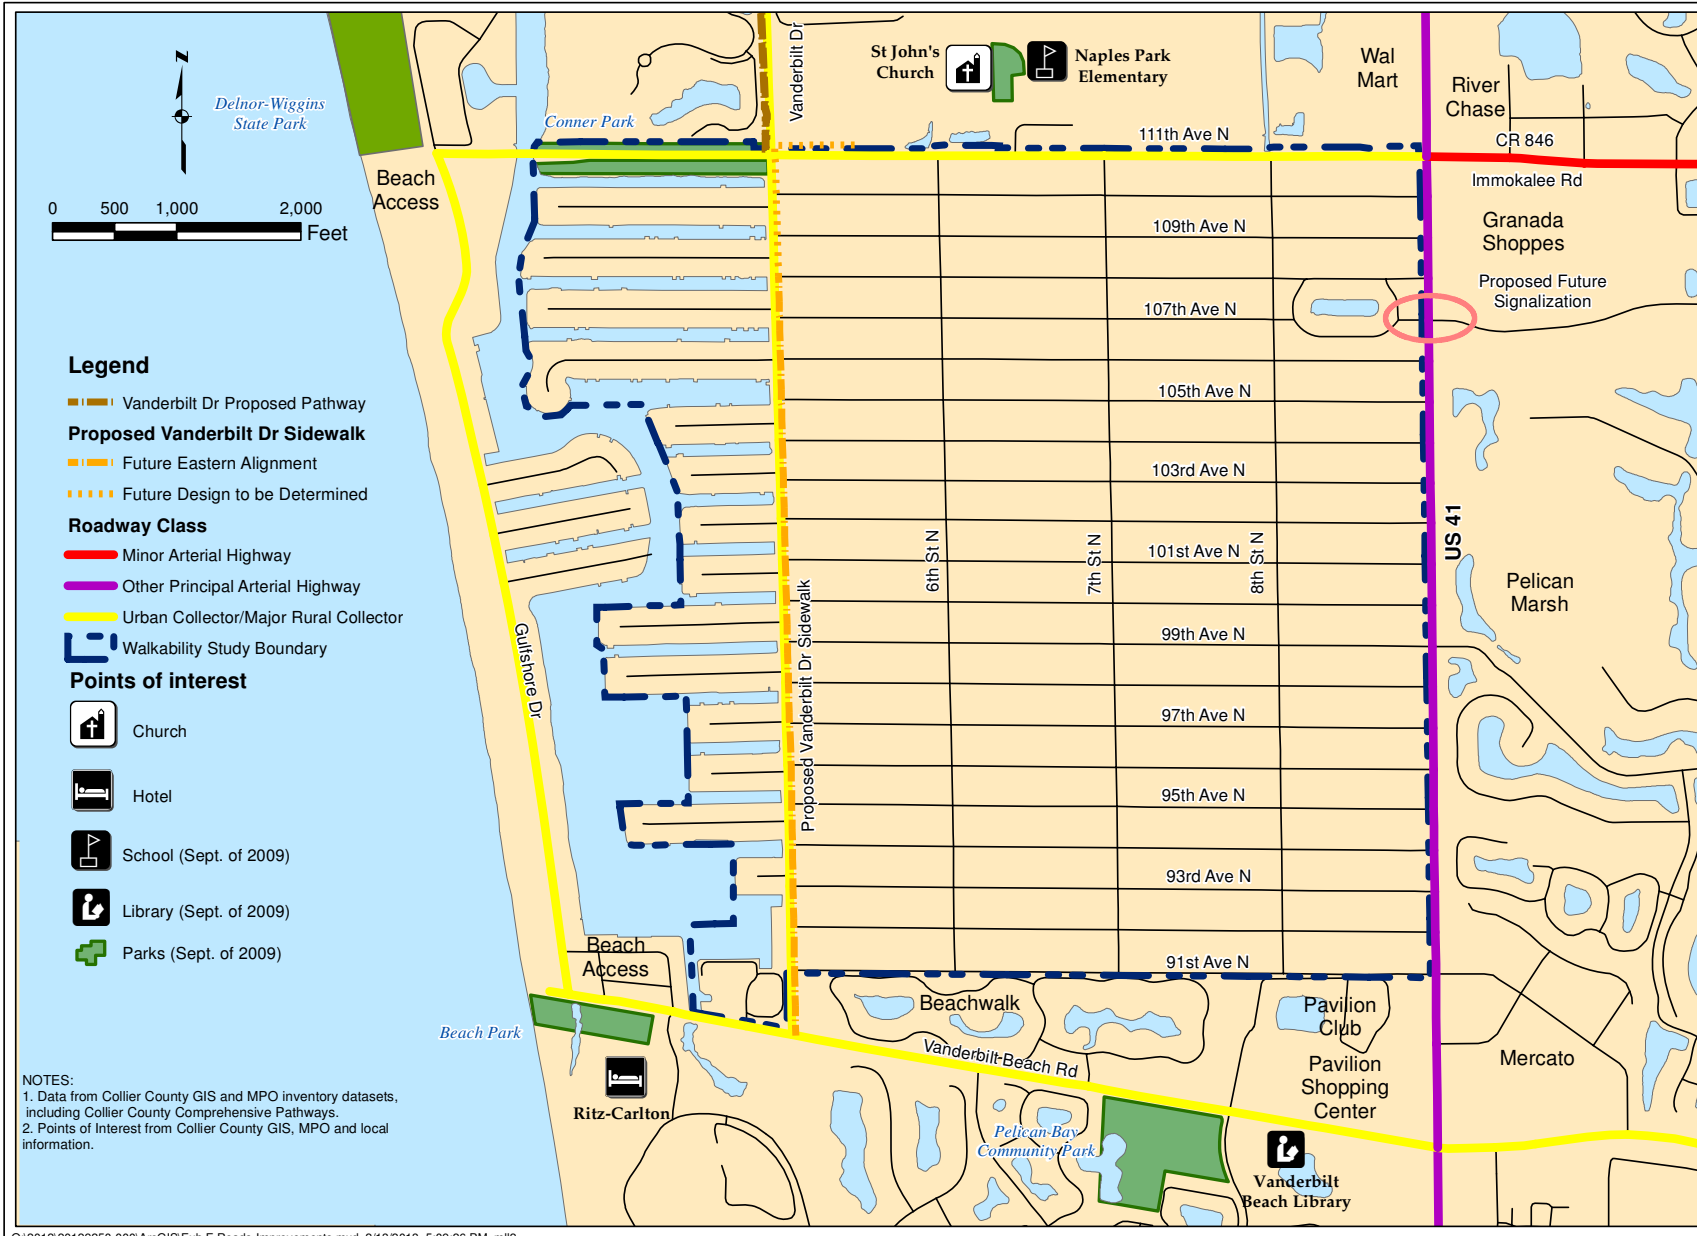 Vanderbilt Dr
St John's
Church
Naples Park
Elementary
Wal
Mart
River
Chase
Delnor-Wiggins
State Park
Conner Park
111th Ave N
CR 846
Immokalee Rd
Beach
Access
0 500 1,000 2,000
Feet
N
109th Ave N
Granada
Shoppes
Proposed Future
Signalization
107th Ave N
105th Ave N
103rd Ave N
101st Ave N
6th St N
7th St N
8th St N
US 41
Pelican
Marsh
99th Ave N
97th Ave N
95th Ave N
93rd Ave N
91st Ave N
Gulfshore Dr
Proposed Vanderbilt Dr Sidewalk
Legend
Vanderbilt Dr Proposed Pathway
Proposed Vanderbilt Dr Sidewalk
Future Eastern Alignment
Future Design to be Determined
Roadway Class
Minor Arterial Highway
Other Principal Arterial Highway
Urban Collector/Major Rural Collector
Walkability Study Boundary
Points of interest
Church
Hotel
School (Sept. of 2009)
Library (Sept. of 2009)
Parks (Sept. of 2009)
Beach
Access
Beach Park
Ritz-Carlton
Beachwalk
Vanderbilt-Beach Rd
Pavilion
Club
Pavilion
Shopping
Center
Mercato
Pelican-Bay
Community-Park
Vanderbilt
Beach Library
NOTES:
1. Data from Collier County GIS and MPO inventory datasets,
including Collier County Comprehensive Pathways.
2. Points of Interest from Collier County GIS, MPO and local
information.